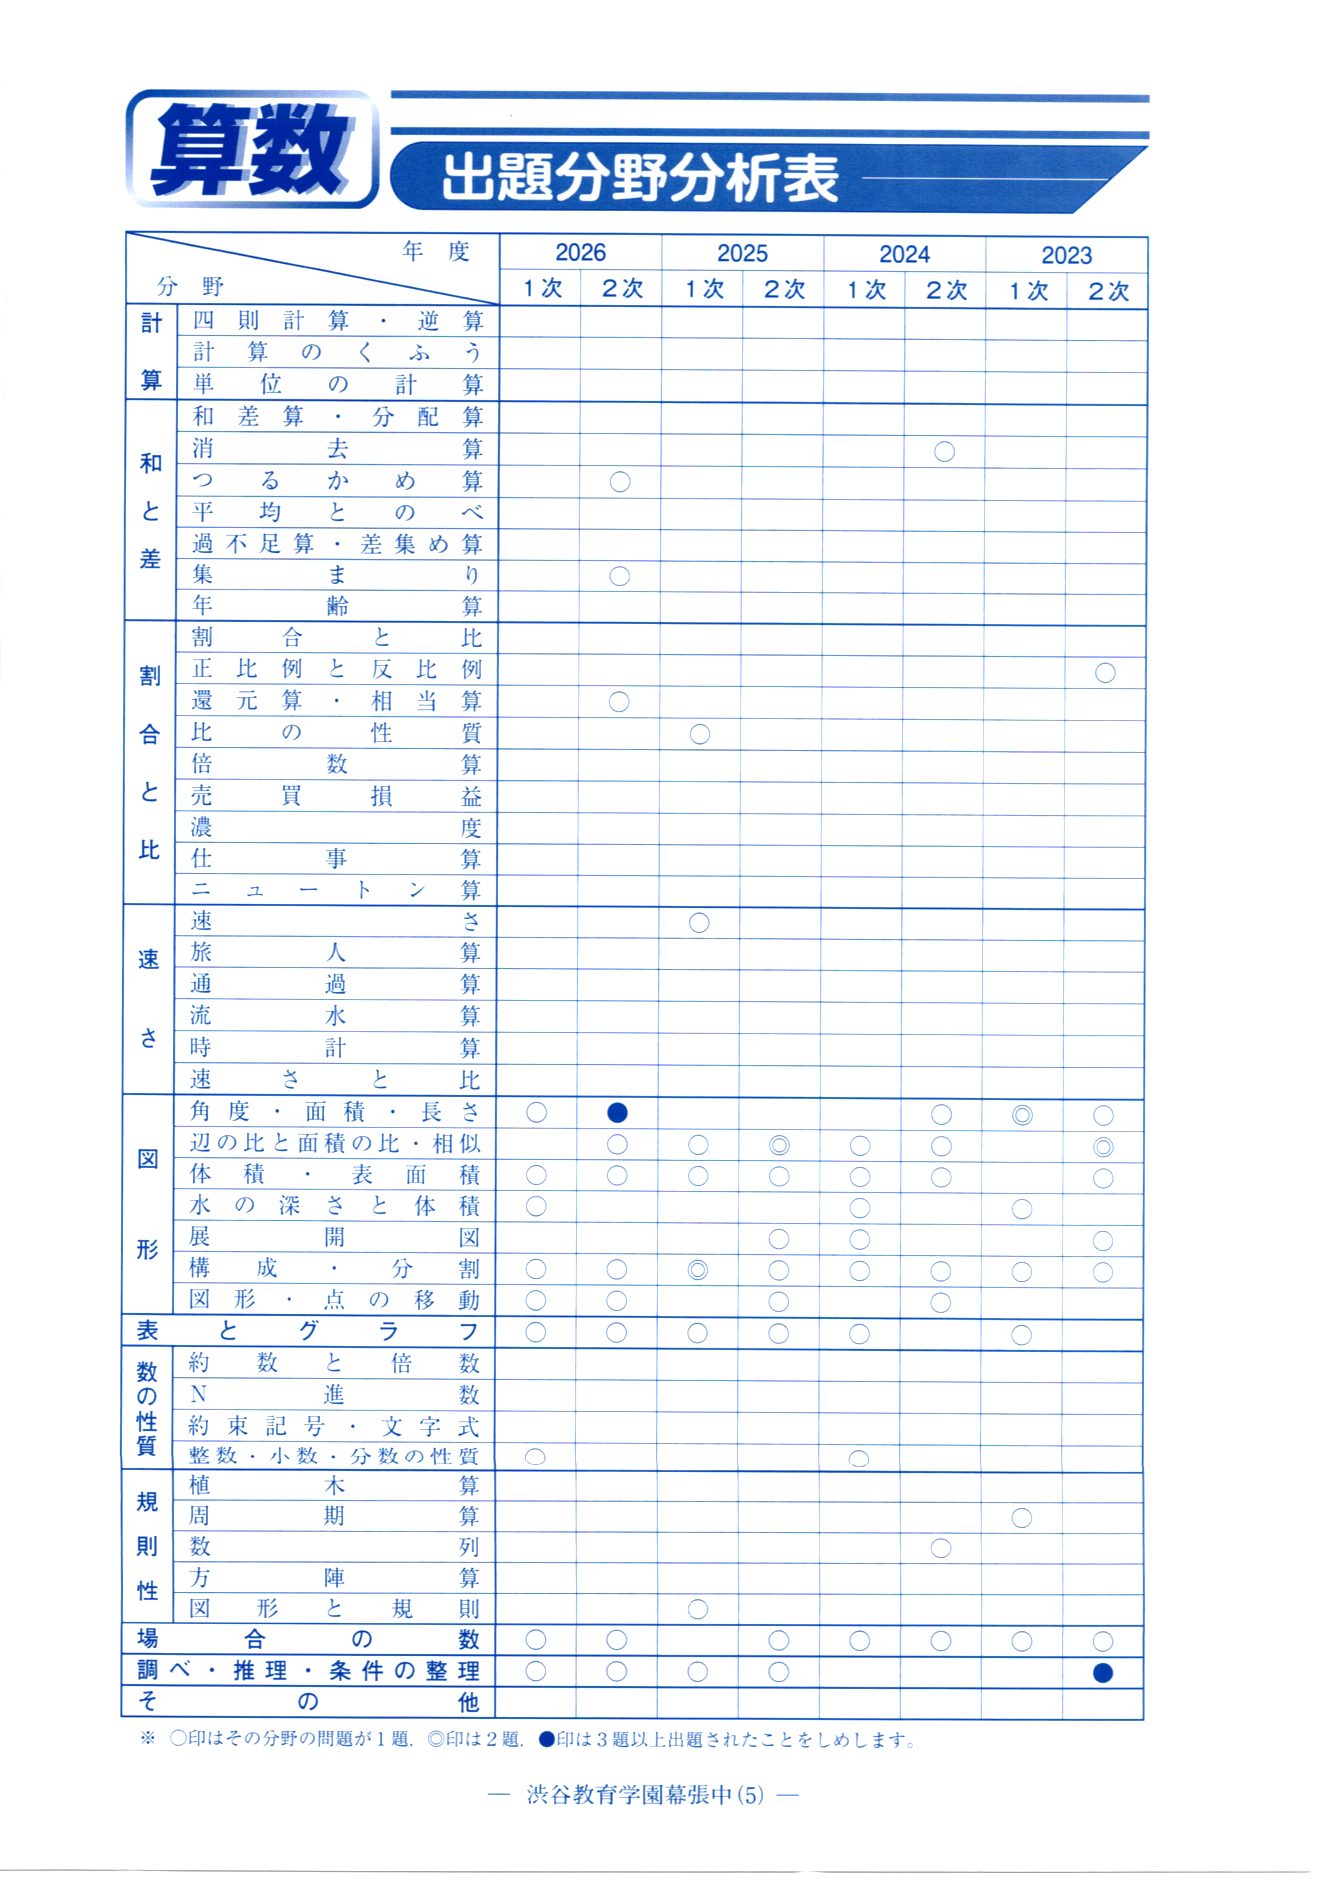 算数
出題分野分析表
年度 2026 2025 2024 2023
分野 1次 2次 1次 2次 1次 2次 1次 2次
計算
四則計算・逆算
計算のくふう
単位の計算
和と差
和差算・分配算
消去算 ○
つるかめ算 ○
平均とのべ
過不足算・差集め算
集まり ○
年齢算
割合と比
割合と比
正比例と反比例 ○
還元算・相当算 ○
比の性質 ○
倍数算
売買損益
濃度
仕事算
ニュートン算
速さ
速さ ○
旅人算
通過算
流水算
時計算
速さと比
図形
角度・面積・長さ ○ ● ○ ◎ ○
辺の比と面積の比・相似 ○ ○ ◎ ○ ○ ◎
体積・表面積 ○ ○ ○ ○ ○ ○ ○
水の深さと体積 ○ ○ ○
展開図 ○ ○ ○
構成・分割 ○ ○ ◎ ○ ○ ○ ○ ○
図形・点の移動 ○ ○ ○ ○
表とグラフ ○ ○ ○ ○ ○ ○
数の性質
約数と倍数
N進数
約束記号・文字式
整数・小数・分数の性質 ○ ○
規則性
植木算
周期算 ○
数列 ○
方陣算
図形と規則 ○
場合の数 ○ ○ ○ ○ ○ ○ ○
調べ・推理・条件の整理 ○ ○ ○ ○ ●
その他
※ ○印はその分野の問題が1題，◎印は2題，●印は3題以上出題されたことをしめします。
— 渋谷教育学園幕張中(5) —